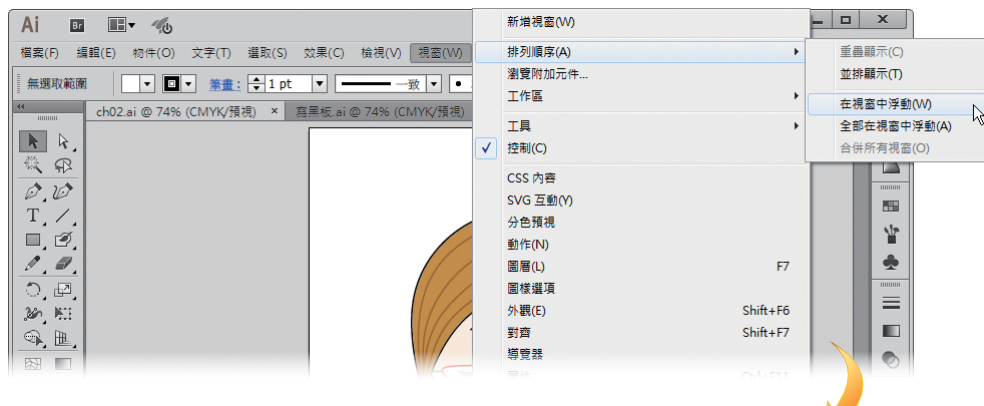 Ai Br
檔案(F) 編輯(E) 物件(O) 文字(T) 選取(S) 效果(C) 檢視(V) 視窗(W)
無選取範圍 筆畫: 1 pt 一致
ch02.ai @ 74% (CMYK/預視) × 寫黑板.ai @ 74% (CMYK/預視)
新增視窗(W)
排列順序(A)
瀏覽附加元件...
工作區
工具
控制(C)
CSS 內容
SVG 互動(Y)
分色預視
動作(N)
圖層(L) F7
圖樣選項
外觀(E) Shift+F6
對齊 Shift+F7
導覽器
重疊顯示(C)
並排顯示(T)
在視窗中浮動(W)
全部在視窗中浮動(A)
合併所有視窗(O)